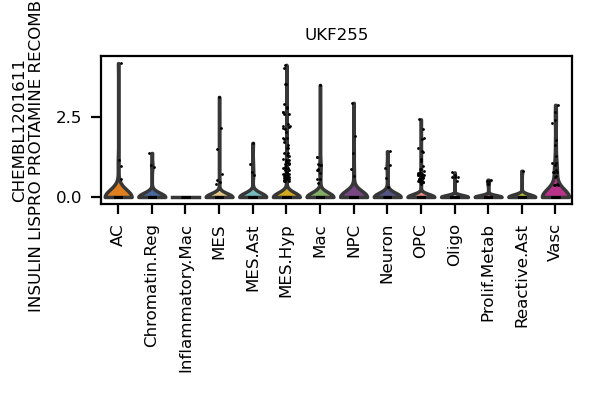 UKF255
CHEMBL1201611
INSULIN LISPRO PROTAMINE RECOMB
2.5
0.0
AC
Chromatin.Reg
Inflammatory.Mac
MES
MES.Ast
MES.Hyp
Mac
NPC
Neuron
OPC
Oligo
Prolif.Metab
Reactive.Ast
Vasc